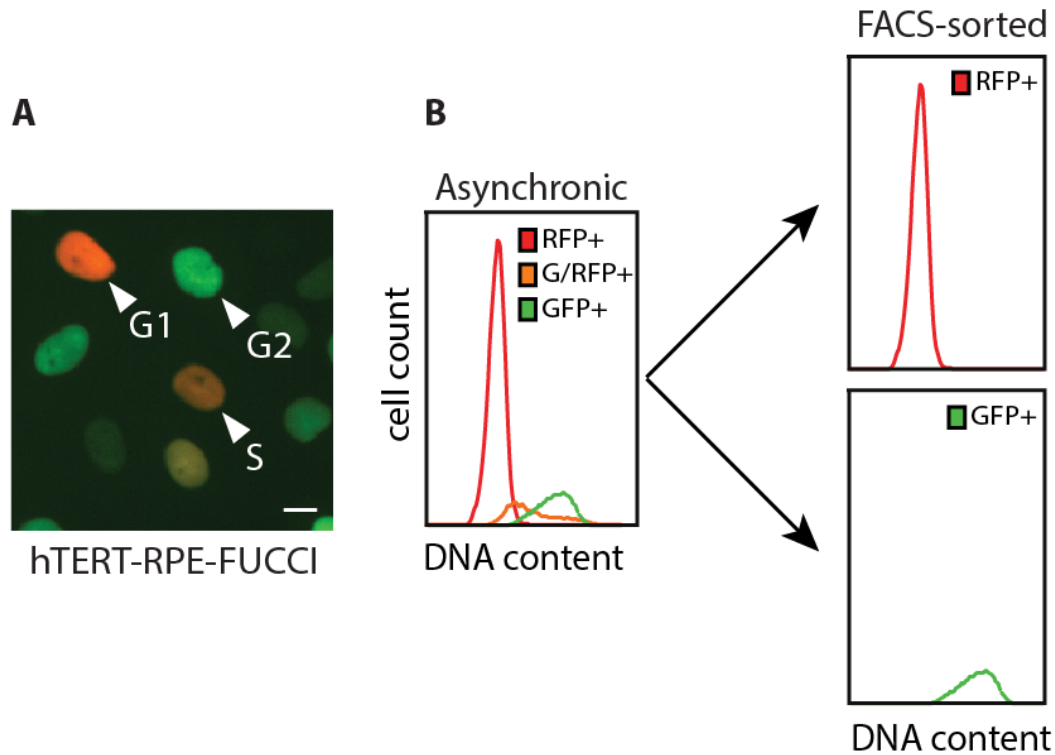 A
G1
G2
S
hTERT-RPE-FUCCI
B
Asynchronic
RFP+
G/RFP+
GFP+
cell count
DNA content
FACS-sorted
RFP+
GFP+
DNA content